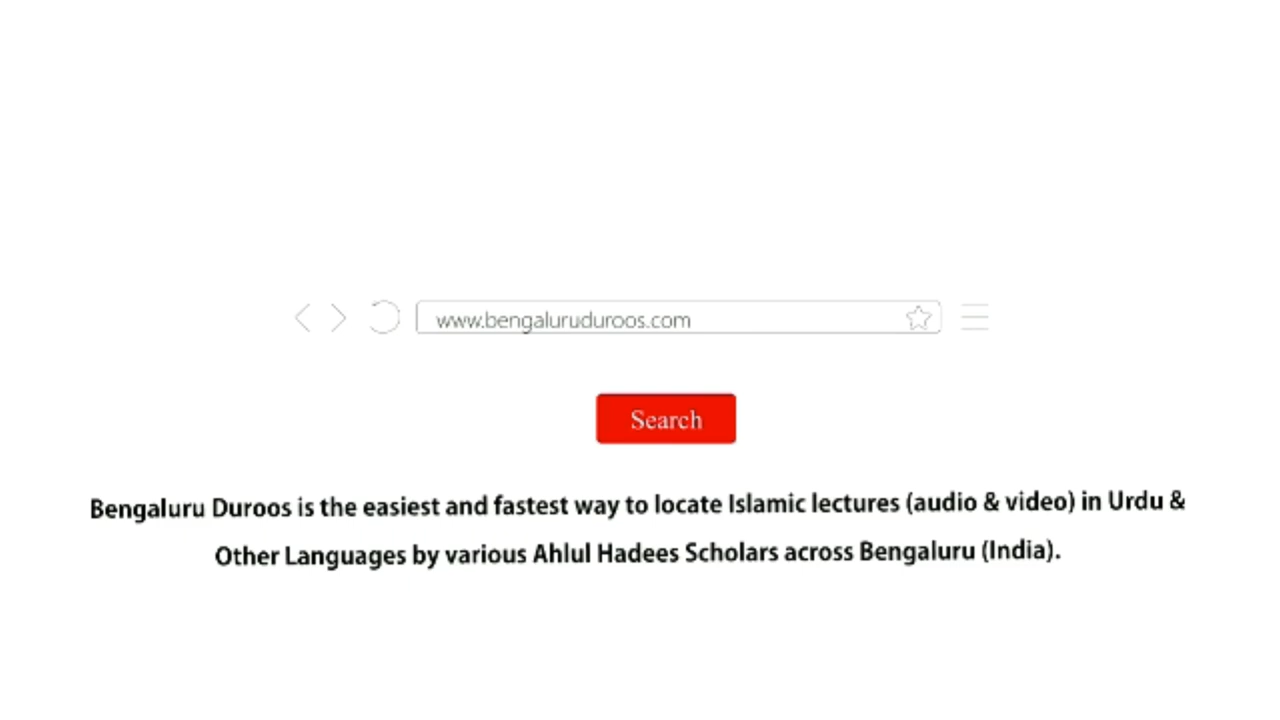 www.bengaluruduroos.com
Search
Bengaluru Duroos is the easiest and fastest way to locate Islamic lectures (audio & video) in Urdu &
Other Languages by various Ahlul Hadees Scholars across Bengaluru (India).